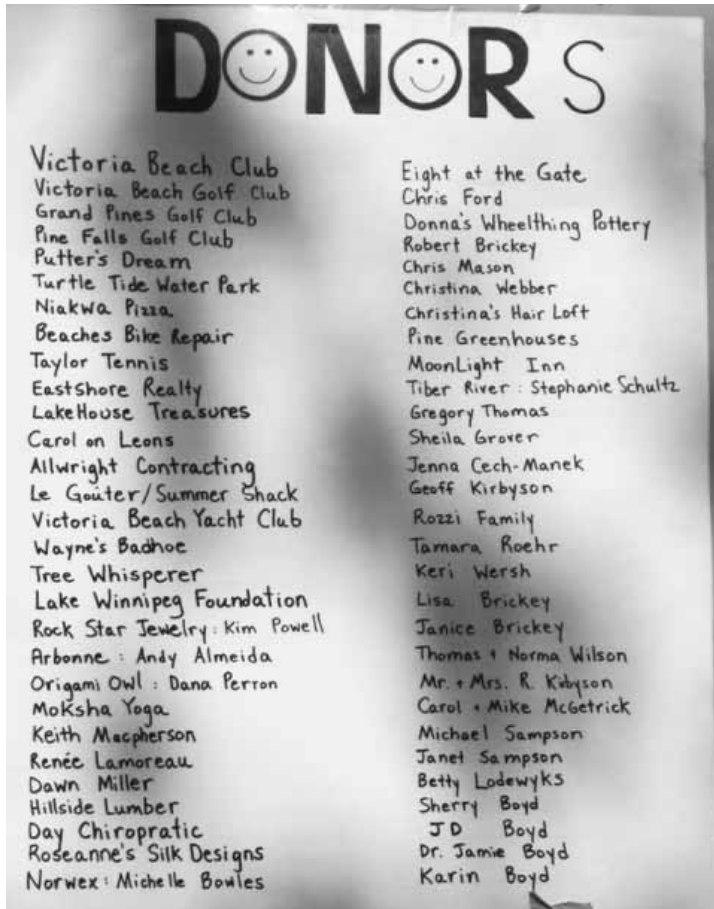 DONORS
Victoria Beach Club
Victoria Beach Golf Club
Grand Pines Golf Club
Pine Falls Golf Club
Putter's Dream
Turtle Tide Water Park
Niakwa Pizza
Beaches Bike Repair
Taylor Tennis
Eastshore Realty
LakeHouse Treasures
Carol on Leons
Allwright Contracting
Le Goûter/Summer Shack
Victoria Beach Yacht Club
Wayne's Badhoe
Tree Whisperer
Lake Winnipeg Foundation
Rock Star Jewelry: Kim Powell
Arbonne: Andy Almeida
Origami Owl: Dana Perron
Moksha Yoga
Keith Macpherson
Renée Lamoreau
Dawn Miller
Hillside Lumber
Day Chiropratic
Roseanne's Silk Designs
Norwex: Michelle Bowles
Eight at the Gate
Chris Ford
Donna's Wheelthing Pottery
Robert Brickey
Chris Mason
Christina Webber
Christina's Hair Loft
Pine Greenhouses
MoonLight Inn
Tiber River: Stephanie Schultz
Gregory Thomas
Sheila Grover
Jenna Cech-Manek
Geoff Kirbyson
Rozzi Family
Tamara Roehr
Keri Wersh
Lisa Brickey
Janice Brickey
Thomas + Norma Wilson
Mr. + Mrs. R. Kirbyson
Carol + Mike McGetrick
Michael Sampson
Janet Sampson
Betty Lodewyks
Sherry Boyd
JD Boyd
Dr. Jamie Boyd
Karin Boyd